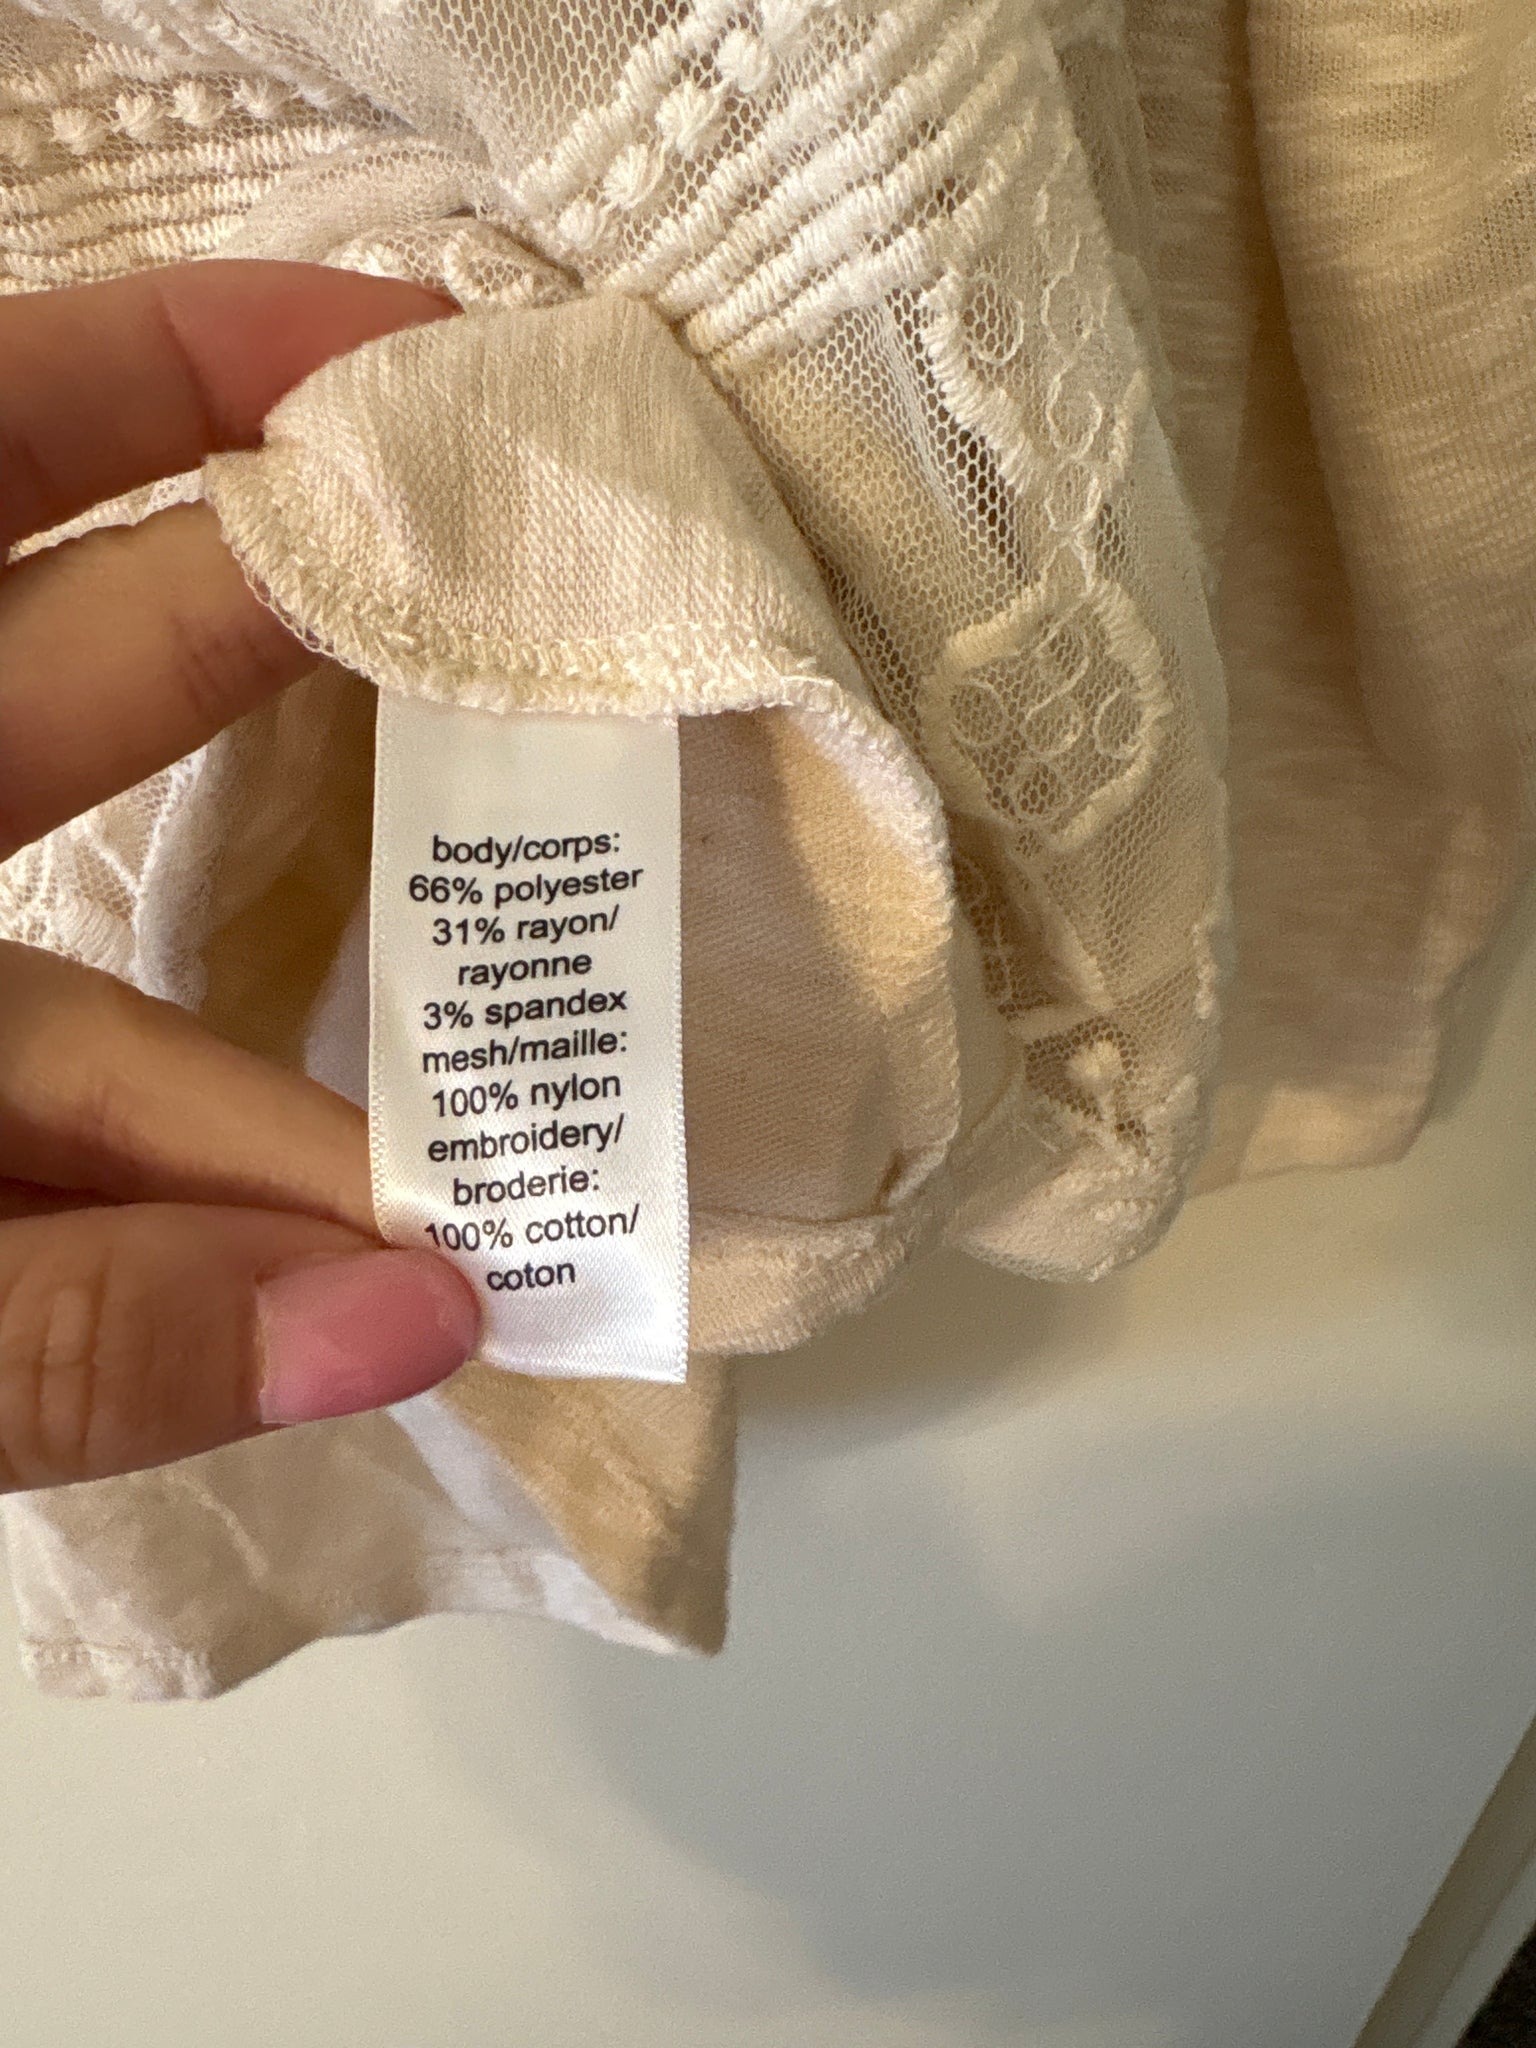 body/corps:
66% polyester
31% rayon/
rayonne
3% spandex
mesh/maille:
100% nylon
embroidery/
broderie:
100% cotton/
coton